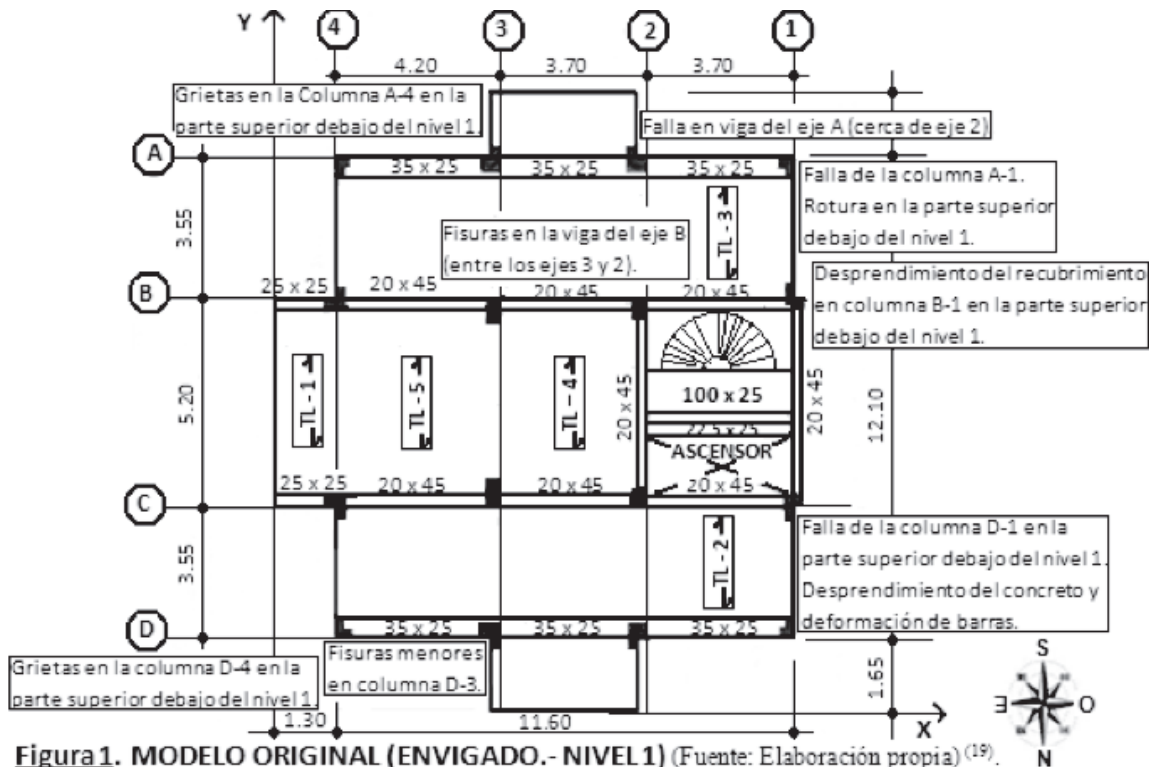 Y
4
3
2
1
4.20
3.70
3.70
Grietas en la Columna A-4 en la
parte superior debajo del nivel 1.
Falla en viga del eje A (cerca de eje 2)
A
35 x 25
35 x 25
35 x 25
Falla de la columna A-1.
Rotura en la parte superior
debajo del nivel 1.
3.55
TL - 3
Fisuras en la viga del eje B
(entre los ejes 3 y 2).
Desprendimiento del recubrimiento
en columna B-1 en la parte superior
debajo del nivel 1.
B
25 x 25
20 x 45
20 x 45
20 x 45
5.20
TL - 1
TL - 5
TL - 4
20 x 45
100 x 25
20 x 45
12.10
22.5 x 25
ASCENSOR
C
25 x 25
20 x 45
20 x 45
20 x 45
3.55
TL - 2
Falla de la columna D-1 en la
parte superior debajo del nivel 1.
Desprendimiento del concreto y
deformación de barras.
D
35 x 25
35 x 25
35 x 25
Grietas en la columna D-4 en la
parte superior debajo del nivel 1.
Fisuras menores
en columna D-3.
1.65
S
E
O
N
1.30
11.60
X
Figura 1. MODELO ORIGINAL (ENVIGADO.- NIVEL 1) (Fuente: Elaboración propia) (19).